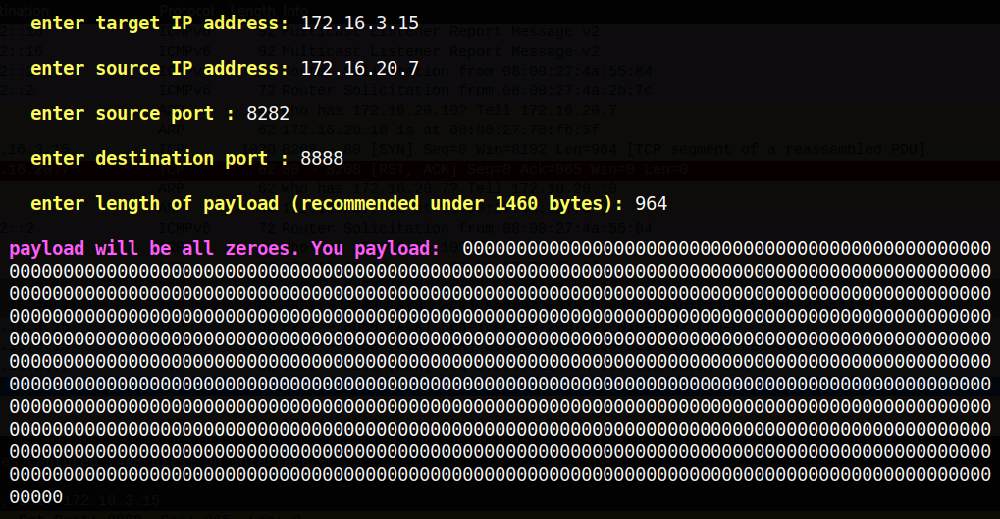 enter target IP address: 172.16.3.15
enter source IP address: 172.16.20.7
enter source port : 8282
enter destination port : 8888
enter length of payload (recommended under 1460 bytes): 964
payload will be all zeroes. You payload: 0000000000000000000000000000000000000000000000000
0000000000000000000000000000000000000000000000000000000000000000000000000000000000000000000
0000000000000000000000000000000000000000000000000000000000000000000000000000000000000000000
0000000000000000000000000000000000000000000000000000000000000000000000000000000000000000000
0000000000000000000000000000000000000000000000000000000000000000000000000000000000000000000
0000000000000000000000000000000000000000000000000000000000000000000000000000000000000000000
0000000000000000000000000000000000000000000000000000000000000000000000000000000000000000000
0000000000000000000000000000000000000000000000000000000000000000000000000000000000000000000
0000000000000000000000000000000000000000000000000000000000000000000000000000000000000000000
0000000000000000000000000000000000000000000000000000000000000000000000000000000000000000000
0000000000000000000000000000000000000000000000000000000000000000000000000000000000000000000
00000